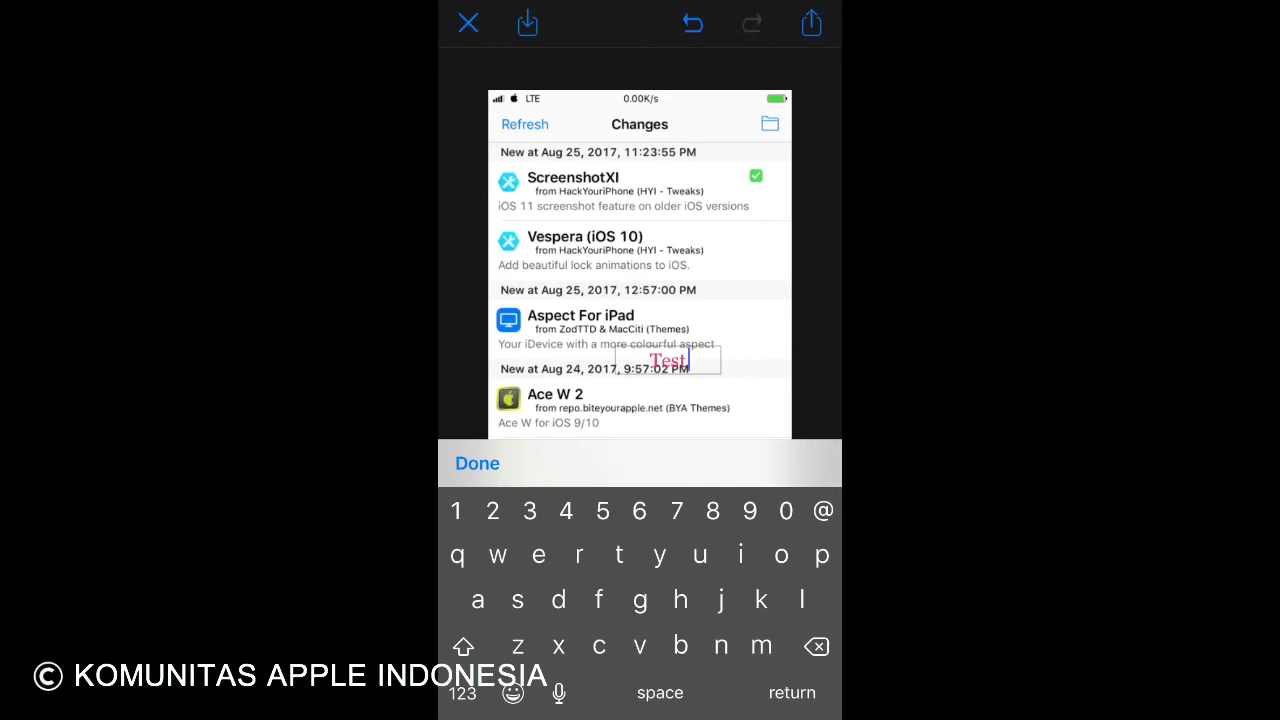 LTE 0.00K/s
Refresh Changes
New at Aug 25, 2017, 11:23:55 PM
ScreenshotXI
from HackYouriPhone (HYI - Tweaks)
iOS 11 screenshot feature on older iOS versions
Vespera (iOS 10)
from HackYouriPhone (HYI - Tweaks)
Add beautiful lock animations to iOS.
New at Aug 25, 2017, 12:57:00 PM
Aspect For iPad
from ZodTTD & MacCiti (Themes)
Your iDevice with a more colourful aspect
Test
New at Aug 24, 2017, 9:57:02 PM
Ace W 2
from repo.biteyourapple.net (BYA Themes)
Ace W for iOS 9/10
Done
1 2 3 4 5 6 7 8 9 0 @
q w e r t y u i o p
a s d f g h j k l
z x c v b n m
© KOMUNITAS APPLE INDONESIA
123 space return